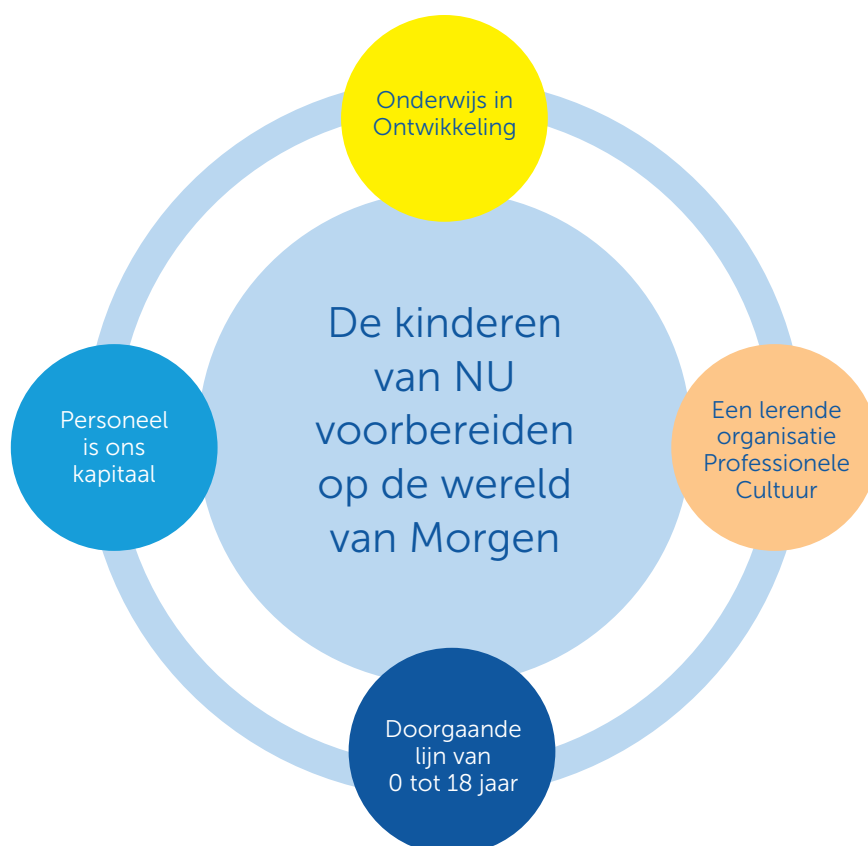 Onderwijs in
Ontwikkeling
De kinderen
van NU
voorbereiden
op de wereld
van Morgen
Personeel
is ons
kapitaal
Een lerende
organisatie
Professionele
Cultuur
Doorgaande
lijn van
0 tot 18 jaar